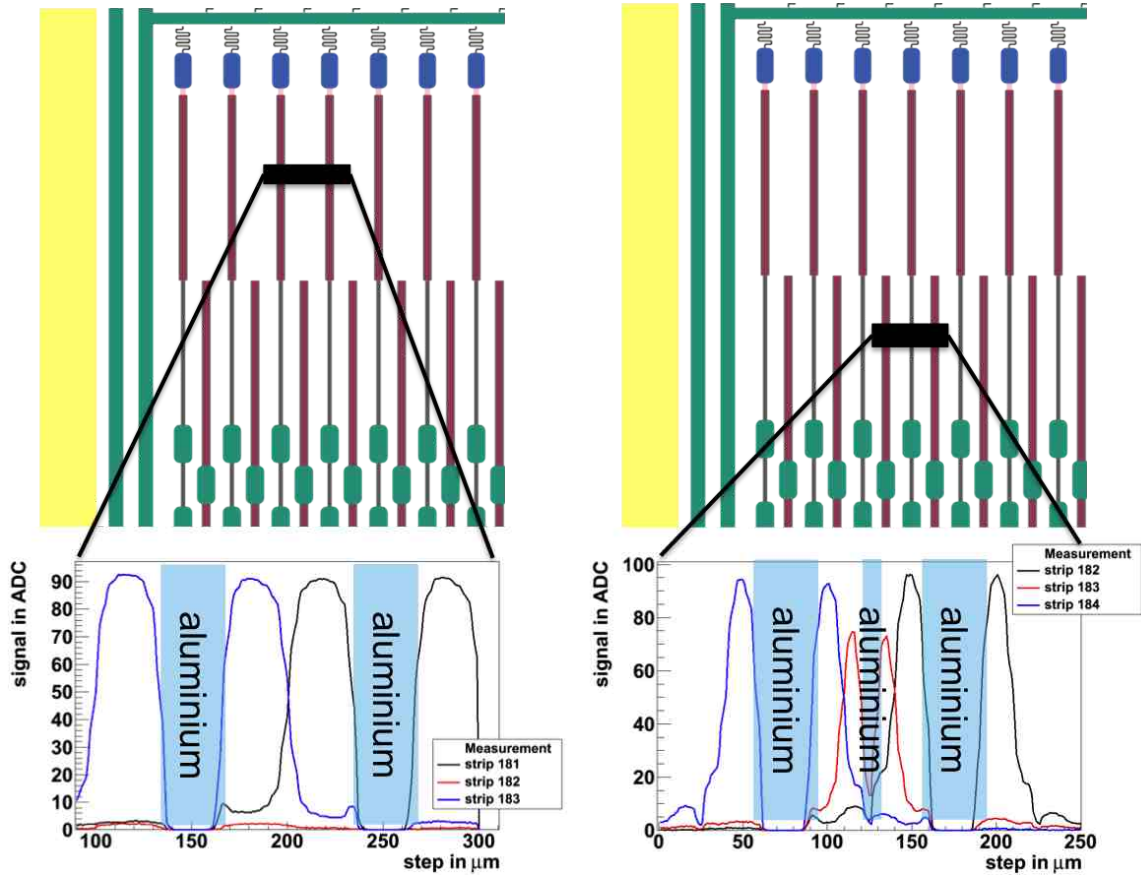 signal in ADC
90
80
70
60
50
40
30
20
10
0
aluminium
aluminium
Measurement
strip 181
strip 182
strip 183
100
150
200
250
300
step in μm
signal in ADC
100
80
60
40
20
0
aluminium
aluminium
aluminium
Measurement
strip 182
strip 183
strip 184
0
50
100
150
200
250
step in μm